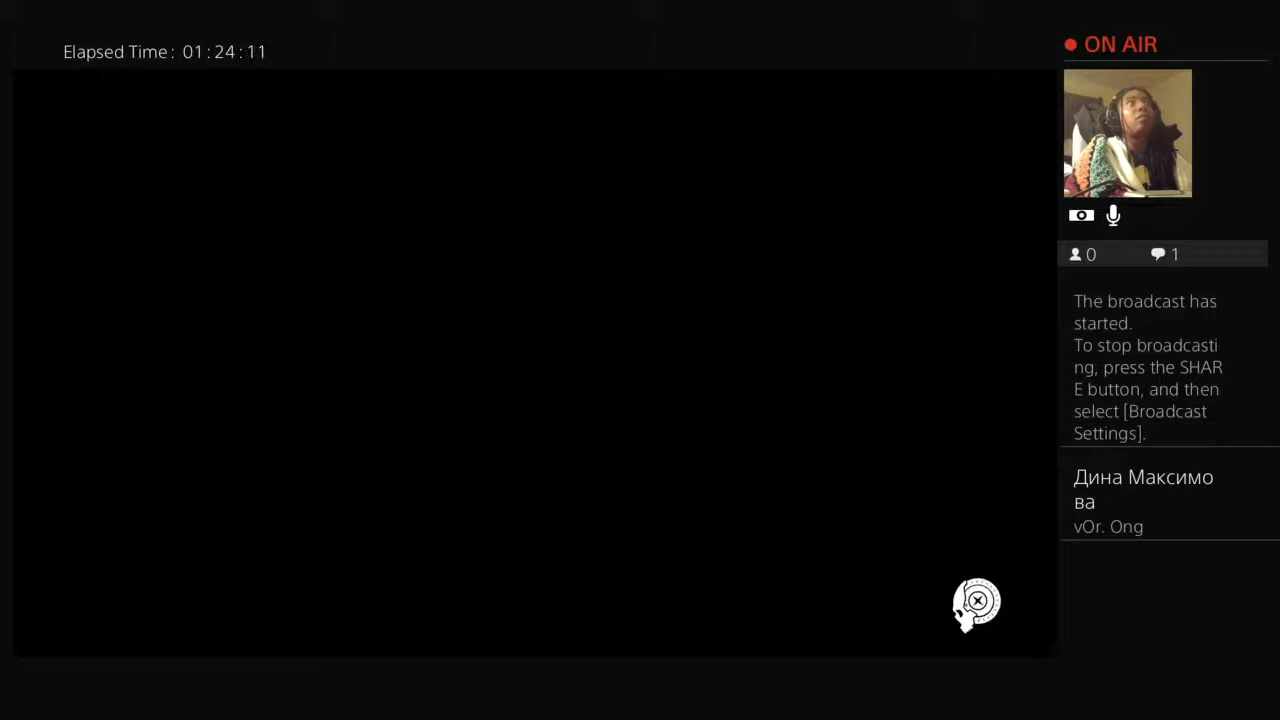 Elapsed Time: 01:24:11
ON AIR
0 1
The broadcast has
started.
To stop broadcasti
ng, press the SHAR
E button, and then
select [Broadcast
Settings].
Дина Максимо
ва
vOr. Ong